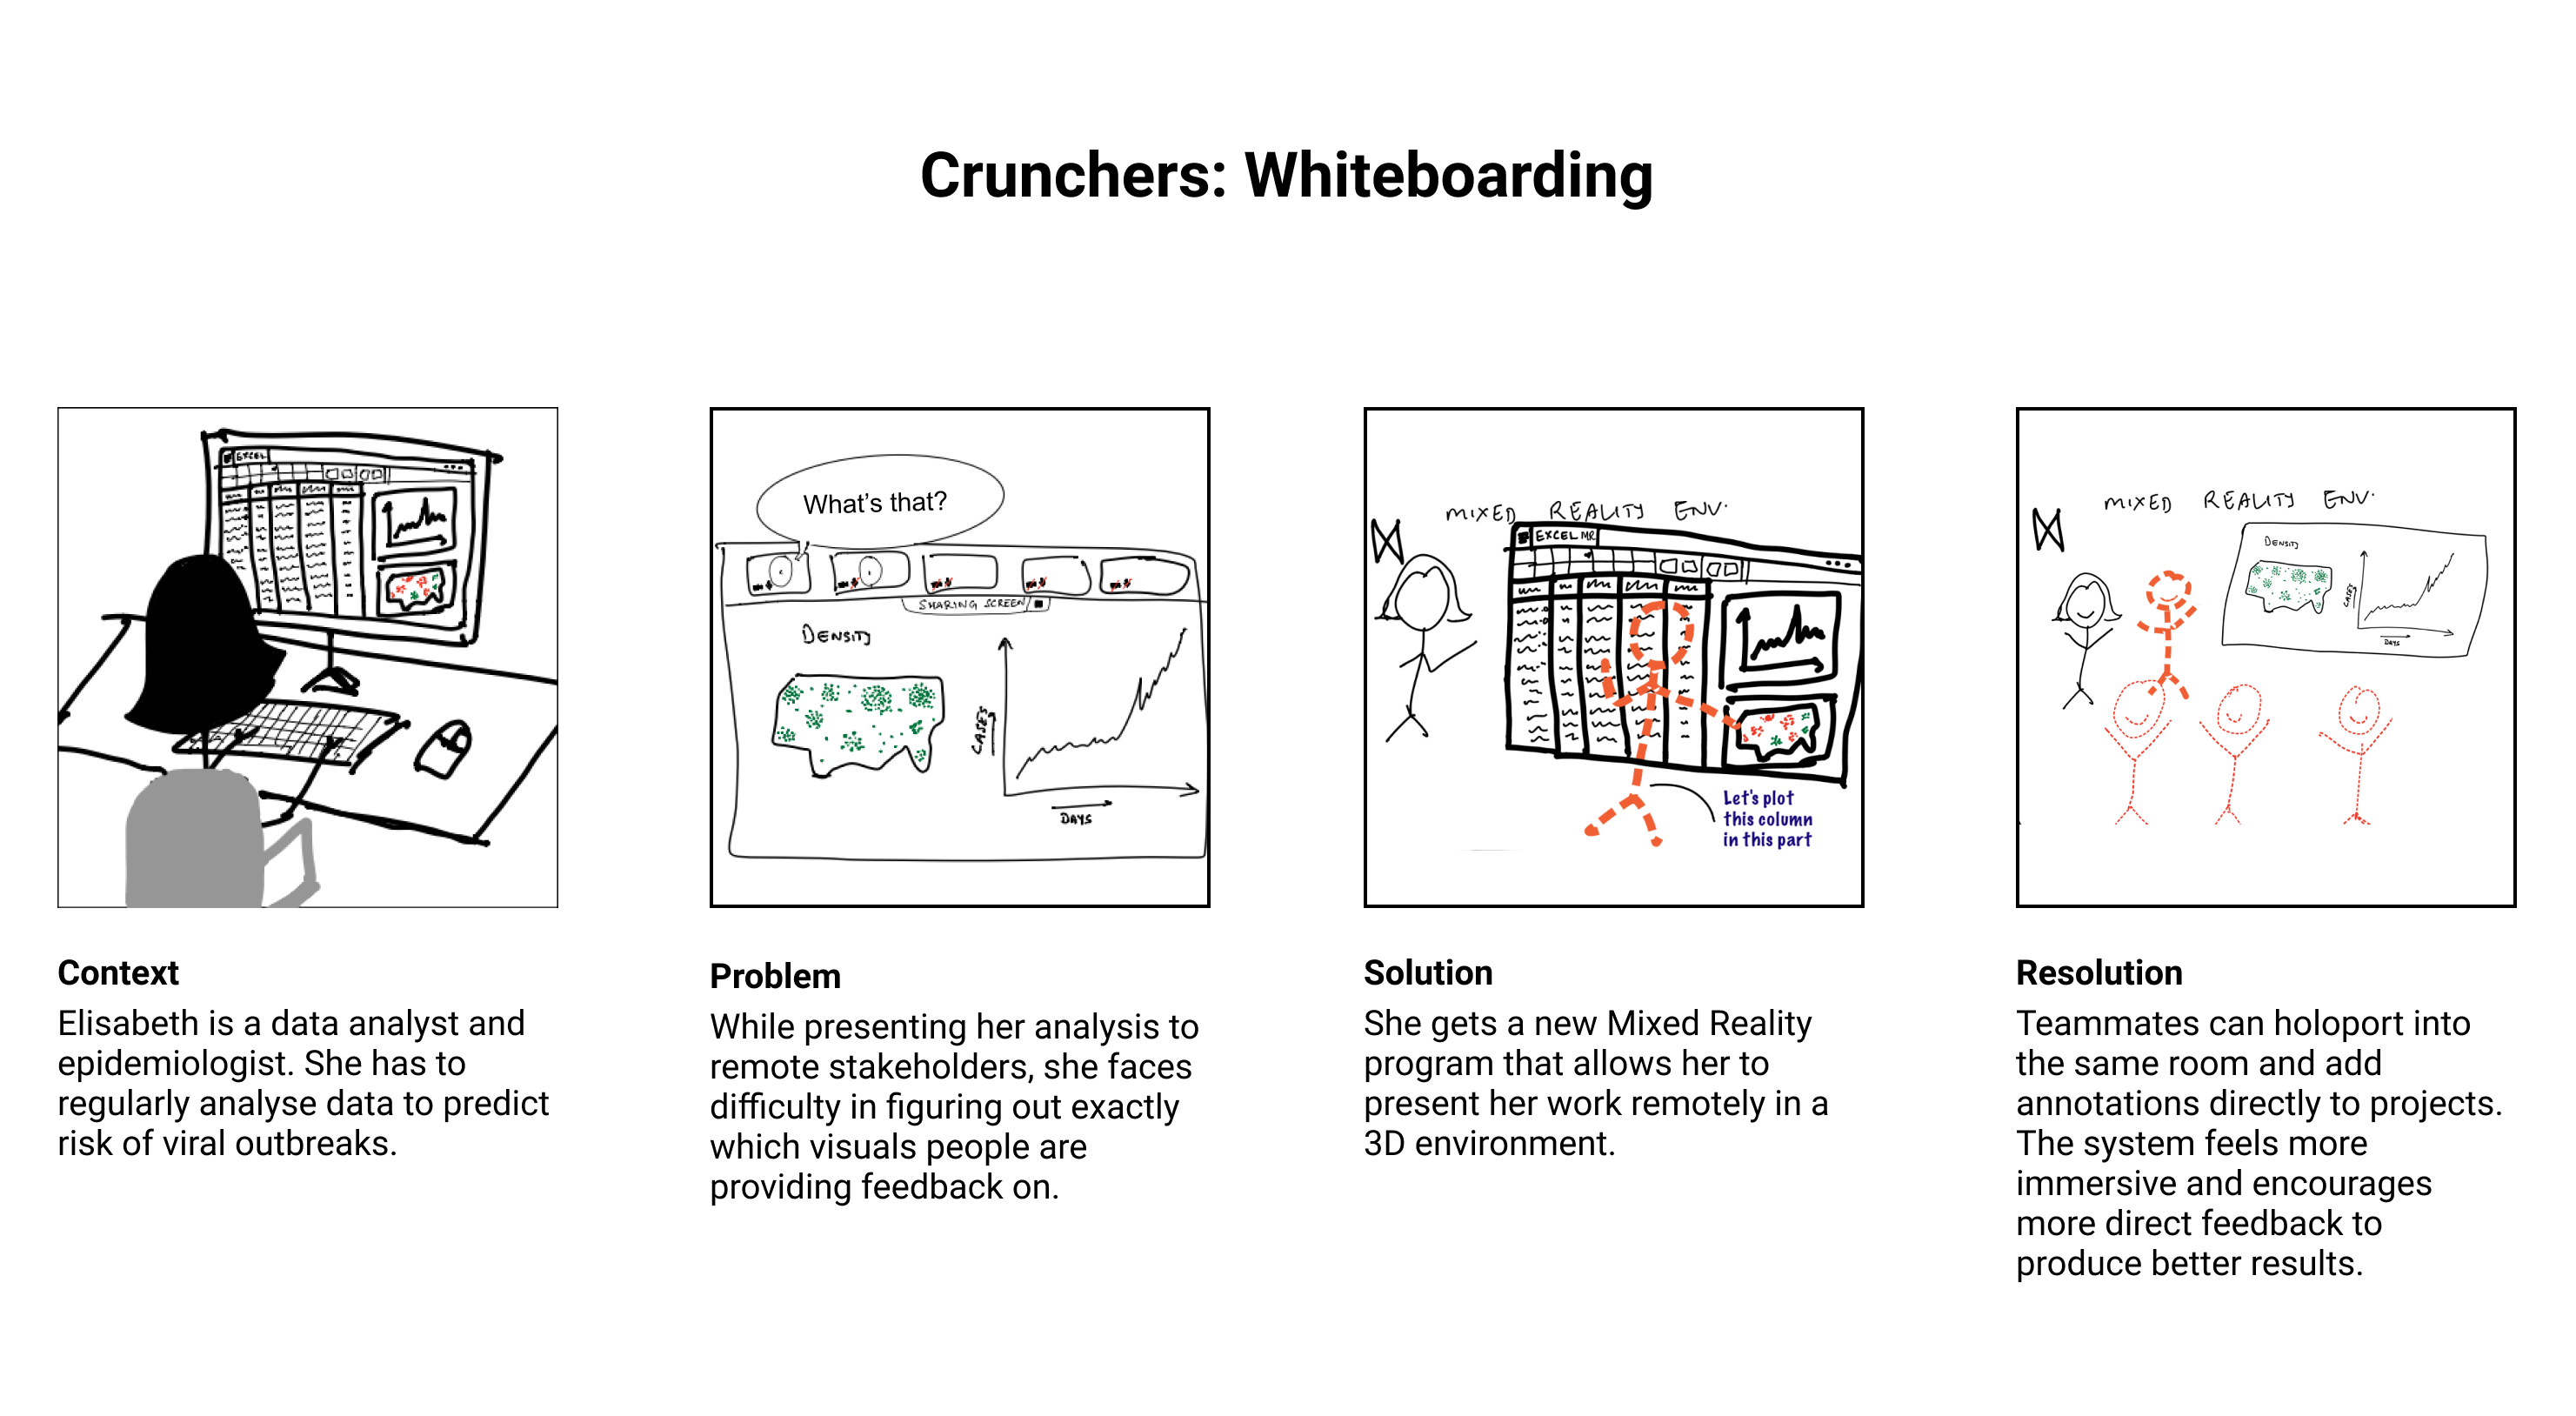 Crunchers: Whiteboarding
EXCEL
Context
Elisabeth is a data analyst and
epidemiologist. She has to
regularly analyse data to predict
risk of viral outbreaks.
What's that?
SHARING SCREEN
DENSITY
CASES
DAYS
Problem
While presenting her analysis to
remote stakeholders, she faces
difficulty in figuring out exactly
which visuals people are
providing feedback on.
MIXED REALITY ENV.
EXCEL MR
Let's plot
this column
in this part
Solution
She gets a new Mixed Reality
program that allows her to
present her work remotely in a
3D environment.
MIXED REALITY ENV.
DENSITY
CASES
DAYS
Resolution
Teammates can holoport into
the same room and add
annotations directly to projects.
The system feels more
immersive and encourages
more direct feedback to
produce better results.